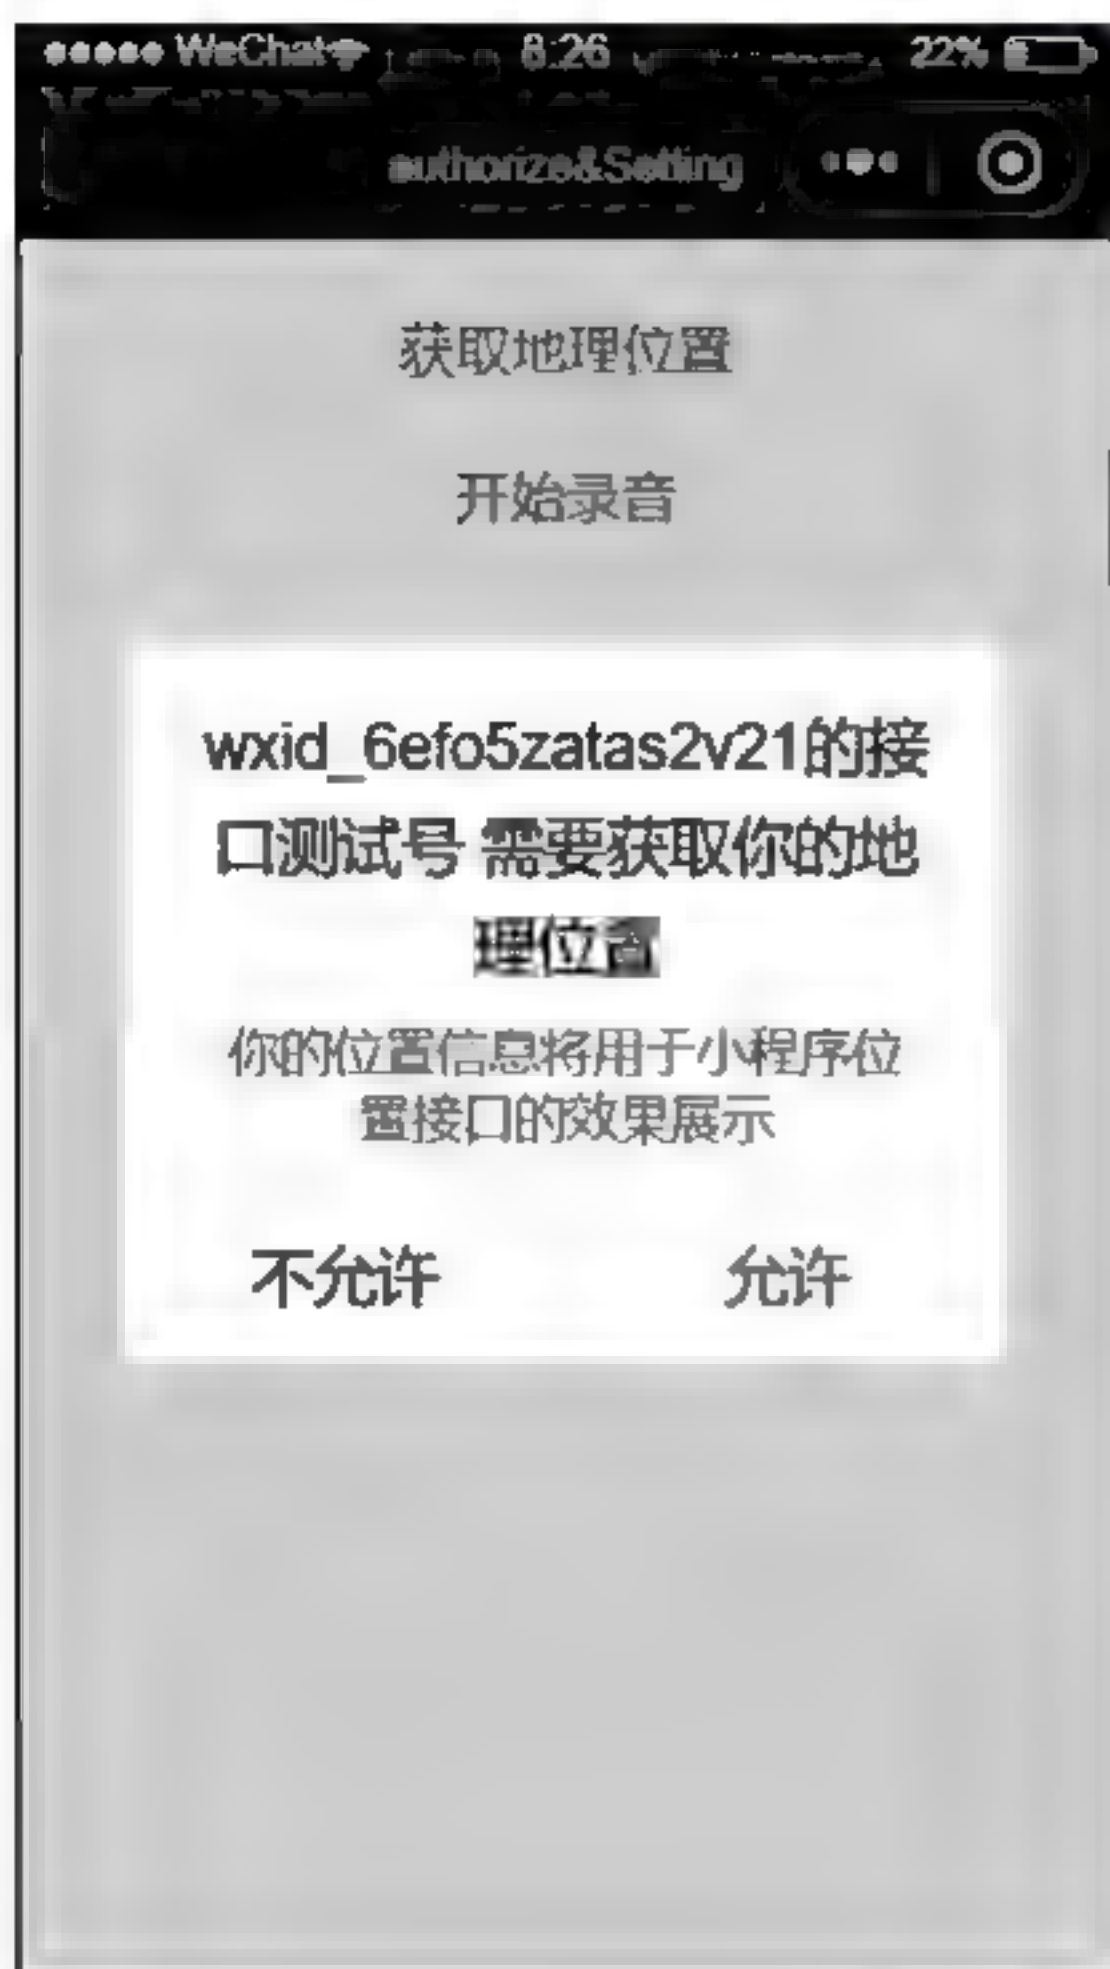 WeChat 8:26 22%
authorize&Setting
获取地理位置
开始录音
wxid_6efo5zatas2v21的接
口测试号 需要获取你的地
理位置
你的位置信息将用于小程序位
置接口的效果展示
不允许 允许